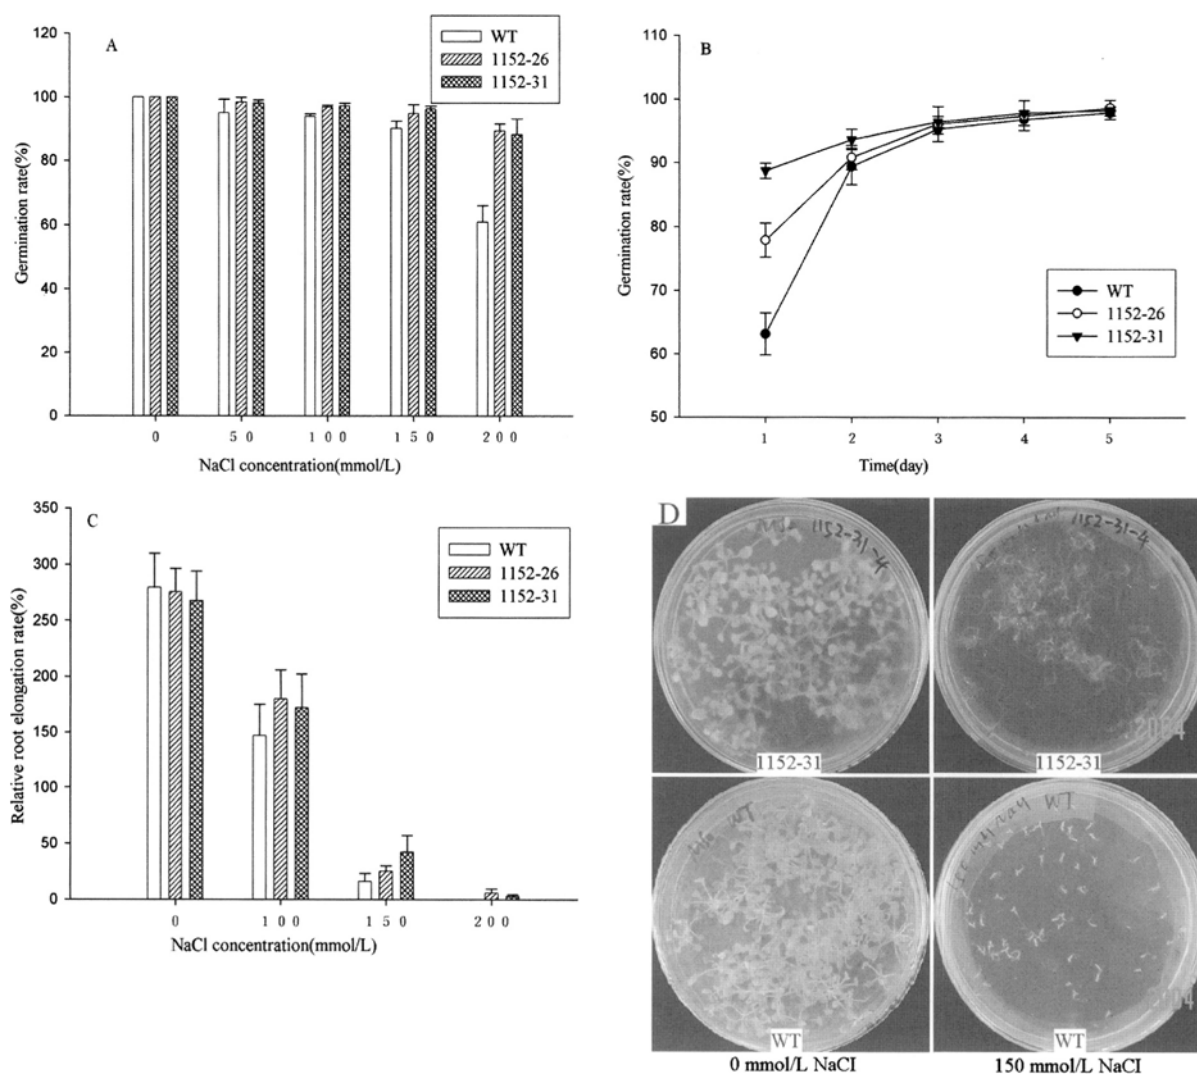 A
WT
1152-26
1152-31
120
100
80
60
40
20
0
Germination rate(%)
0 50 100 150 200
NaCl concentration(mmol/L)
B
110
100
90
80
70
60
50
Germination rate(%)
WT
1152-26
1152-31
1 2 3 4 5
Time(day)
C
350
300
250
200
150
100
50
0
Relative root elongation rate(%)
WT
1152-26
1152-31
0 100 150 200
NaCl concentration(mmol/L)
D
1152-31-4
1152-31
1152-31-4
2004
1152-31
WT
WT
WT
2004
WT
0 mmol/L NaCl
150 mmol/L NaCl